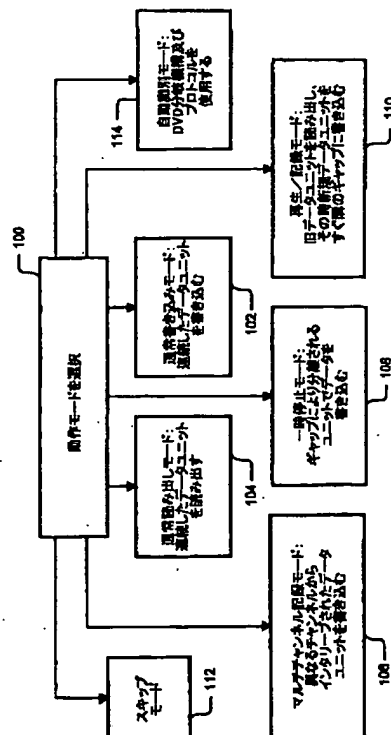 100
動作モードを選択
スキップ
モード
112
通常読み出しモード:
連続したデータユニット
を読み出す
104
通常書き込みモード:
連続したデータユニット
を書き込む
102
114
DVD分岐機構及び
プロトコルを
使用する
マルチチャンネル記録モード:
異なるチャンネルから
インタリーブされたデータ
ユニットを書き込む
106
一時停止モード:
ギャップにより分離される
ユニットでデータを
書き込む
108
再生/記録モード:
旧データユニットを読み出し、
その時新規データユニットを
すぐ隣のギャップに書き込む
110